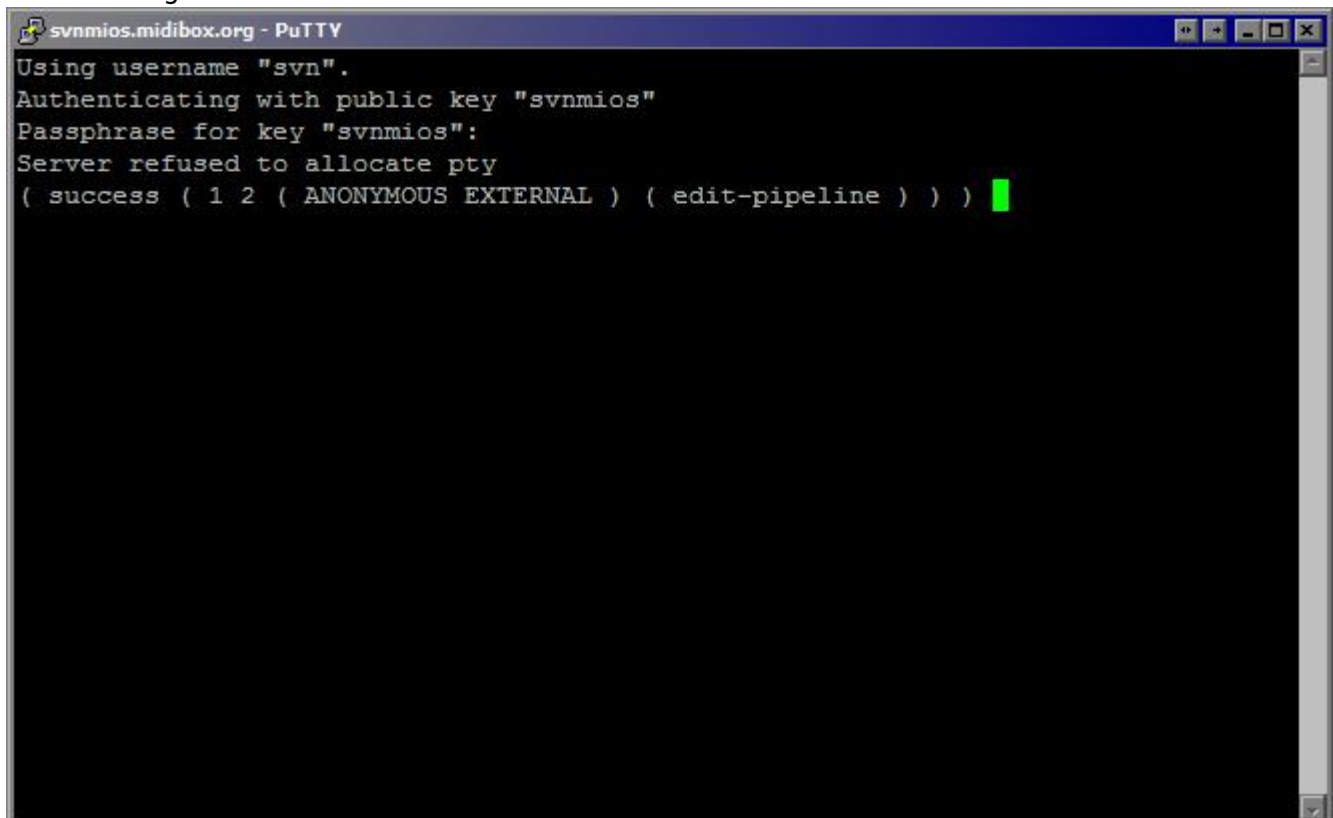 svnmios.midibox.org - PuTTY
Using username "svn".
Authenticating with public key "svnmios"
Passphrase for key "svnmios":
Server refused to allocate pty
( success ( 1 2 ( ANONYMOUS EXTERNAL ) ( edit-pipeline ) ) )